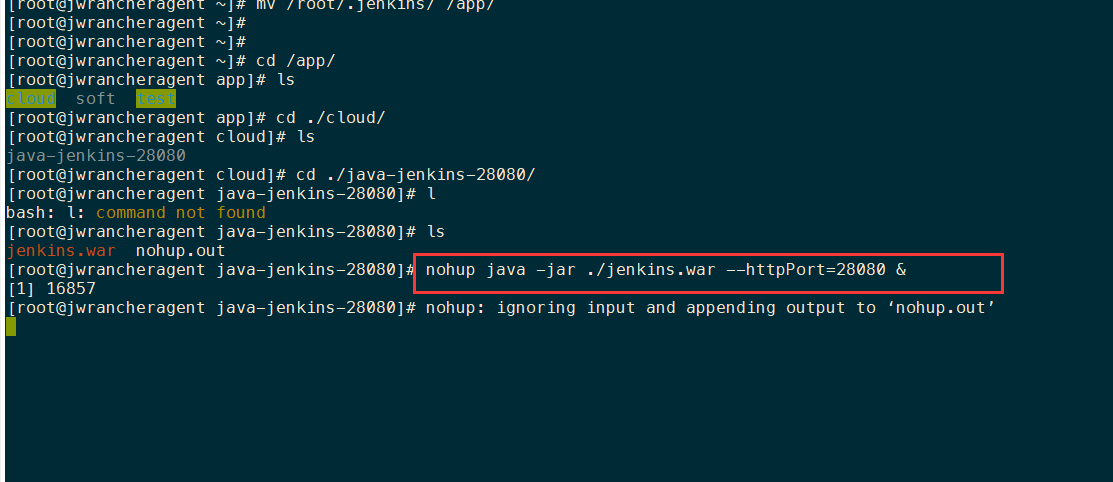 [root@jwrancheragent ~]# mv /root/.jenkins/ /app/
[root@jwrancheragent ~]#
[root@jwrancheragent ~]#
[root@jwrancheragent ~]# cd /app/
[root@jwrancheragent app]# ls
cloud  soft  test
[root@jwrancheragent app]# cd ./cloud/
[root@jwrancheragent cloud]# ls
java-jenkins-28080
[root@jwrancheragent cloud]# cd ./java-jenkins-28080/
[root@jwrancheragent java-jenkins-28080]# l
bash: l: command not found
[root@jwrancheragent java-jenkins-28080]# ls
jenkins.war  nohup.out
[root@jwrancheragent java-jenkins-28080]# nohup java -jar ./jenkins.war --httpPort=28080 &
[1] 16857
[root@jwrancheragent java-jenkins-28080]# nohup: ignoring input and appending output to ‘nohup.out’